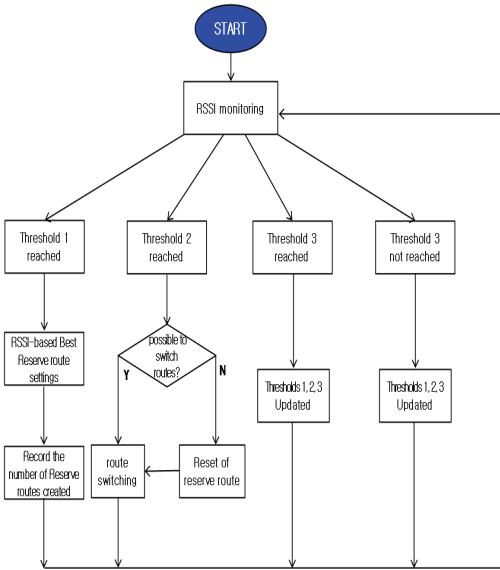 START
RSSI monitoring
Threshold 1
reached
Threshold 2
reached
Threshold 3
reached
Threshold 3
not reached
RSSI-based Best
Reserve route
settings
possible to
switch
routes?
Y
N
Thresholds 1, 2, 3
Updated
Thresholds 1, 2, 3
Updated
Record the
number of Reserve
routes created
route
switching
Reset of
reserve route